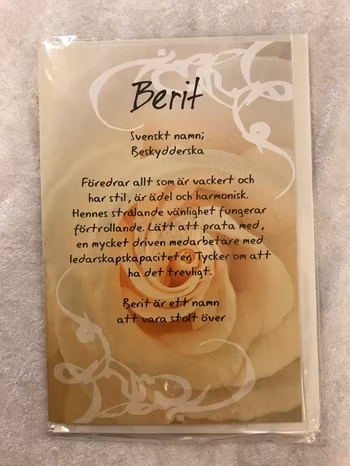 Berit
Svenskt namn;
Beskydderska
Föredrar allt som är vackert och
har stil, är ädel och harmonisk.
Hennes strålande vänlighet fungerar
förtrollande. Lätt att prata med,
en mycket driven medarbetare med
ledarskapskapaciteter. Tycker om att
ha det trevligt.
Berit är ett namn
att vara stolt över